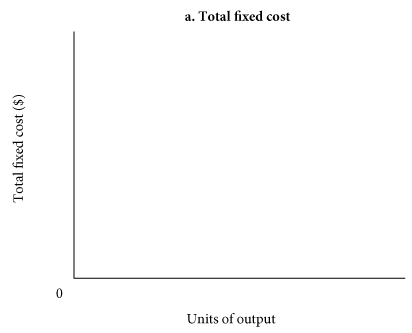 a. Total fixed cost
Total fixed cost ($)
0
Units of output